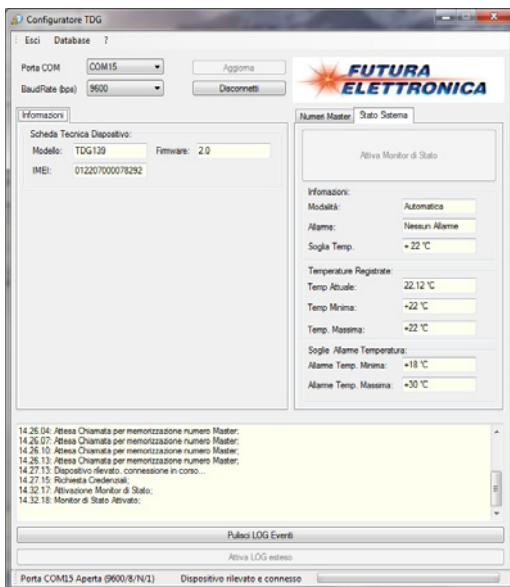 Configuratore TDG
Esci Database ?
Porta COM COM15 Aggiorna
BaudRate (bps) 9600 Disconnetti
FUTURA
ELETTRONICA
Informazioni
Numeri Master Stato Sistema
Scheda Tecnica Dispositivo:
Modello: TDG139 Firmware: 2.0
IMEI: 012207000078292
Attiva Monitor di Stato
Infomazioni:
Modalità: Automatica
Allarme: Nessun Allarme
Soglia Temp. + 22 °C
Temperature Registrate:
Temp Attuale: 22,12 °C
Temp Minima: +22 °C
Temp. Massima: +22 °C
Soglie Allarme Temperatura:
Allarme Temp. Minima: +18 °C
Allarme Temp. Massima: +30 °C
14.26.04: Attesa Chiamata per memorizzazione numero Master;
14.26.07: Attesa Chiamata per memorizzazione numero Master;
14.26.10: Attesa Chiamata per memorizzazione numero Master;
14.26.13: Attesa Chiamata per memorizzazione numero Master;
14.27.13: Dispositivo rilevato, connessione in corso...
14.27.15: Richiesta Credenziali;
14.32.17: Attivazione Monitor di Stato;
14.32.18: Monitor di Stato Attivato;
Pulisci LOG Eventi
Attiva LOG esteso
Porta COM15 Aperta (9600/8/N/1) Dispositivo rilevato e connesso